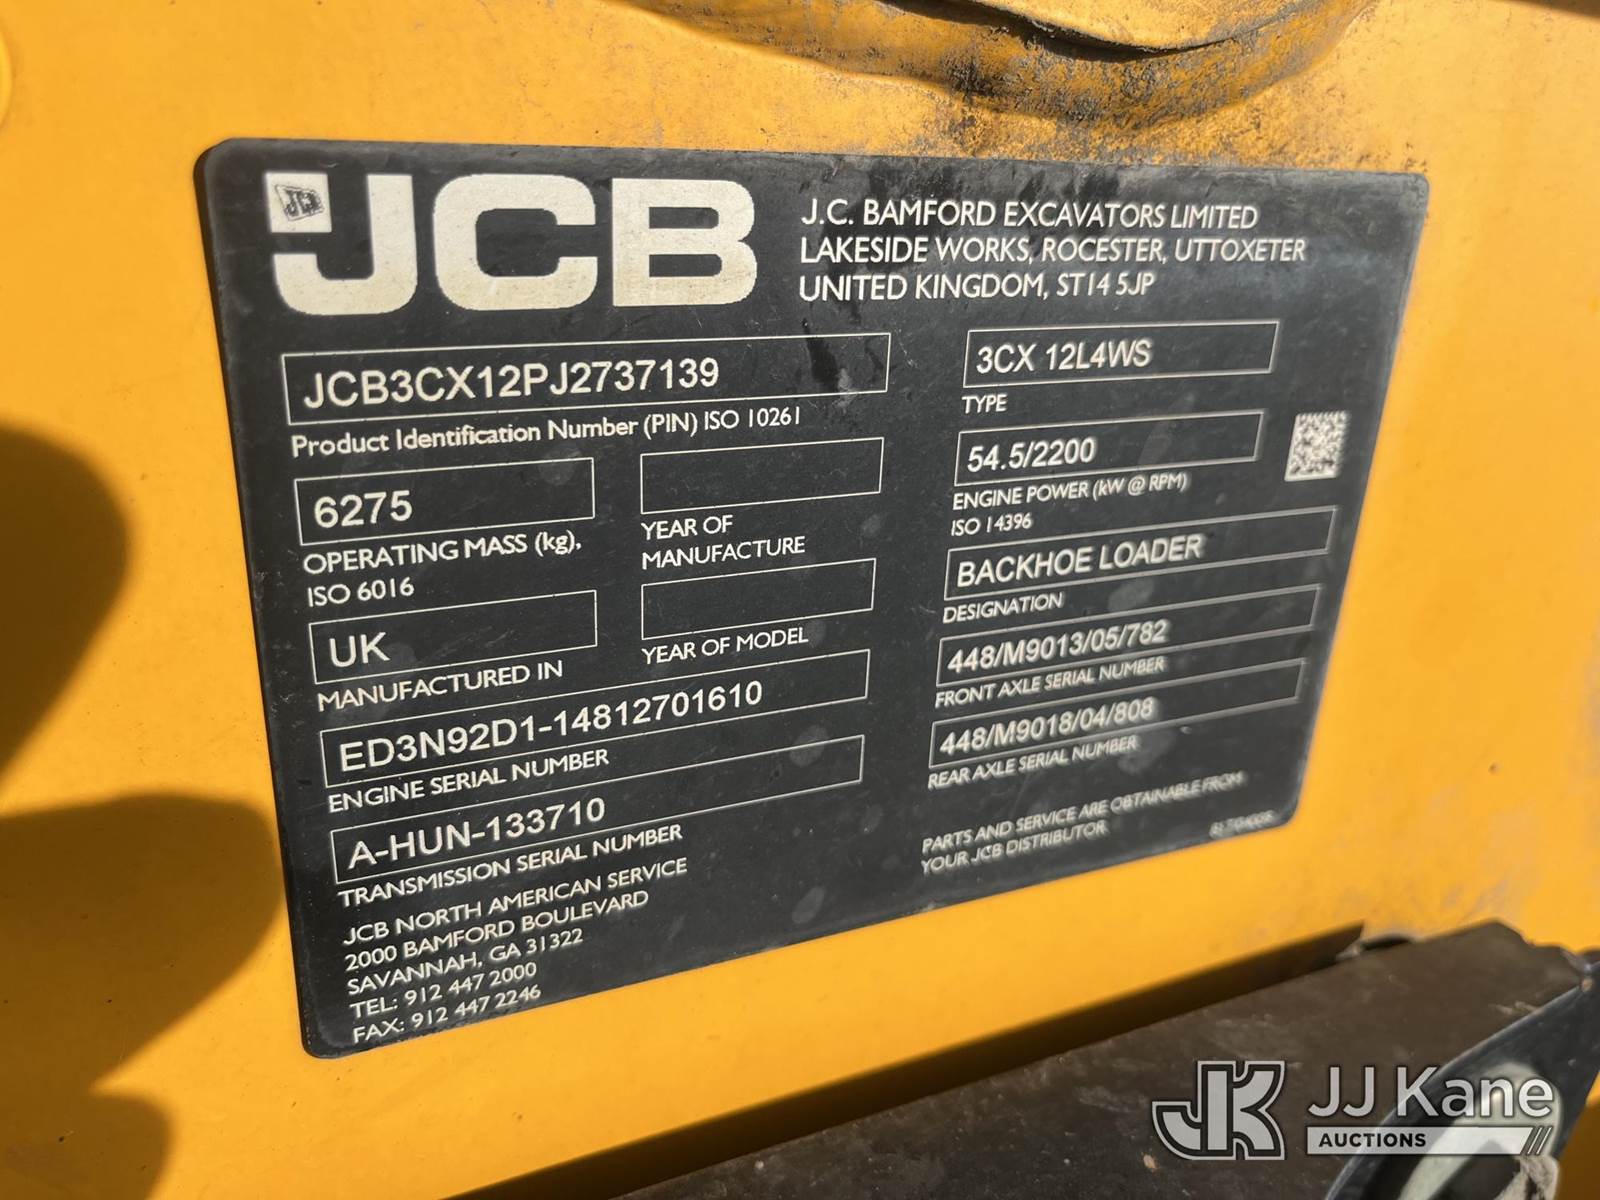 JCB
J.C. BAMFORD EXCAVATORS LIMITED
LAKESIDE WORKS, ROCESTER, UTTOXETER
UNITED KINGDOM, ST14 5JP
JCB3CX12PJ2737139
Product Identification Number (PIN) ISO 10261
6275
OPERATING MASS (kg),
ISO 6016
YEAR OF
MANUFACTURE
UK
MANUFACTURED IN
YEAR OF MODEL
ED3N92D1-14812701610
ENGINE SERIAL NUMBER
A-HUN-133710
TRANSMISSION SERIAL NUMBER
JCB NORTH AMERICAN SERVICE
2000 BAMFORD BOULEVARD
SAVANNAH, GA 31322
TEL: 912 447 2000
FAX: 912 447 2246
3CX 12L4WS
TYPE
54.5/2200
ENGINE POWER (kW @ RPM)
ISO 14396
BACKHOE LOADER
DESIGNATION
448/M9013/05/782
FRONT AXLE SERIAL NUMBER
448/M9018/04/808
REAR AXLE SERIAL NUMBER
PARTS AND SERVICE ARE OBTAINABLE FROM
YOUR JCB DISTRIBUTOR
JK JJ Kane
AUCTIONS